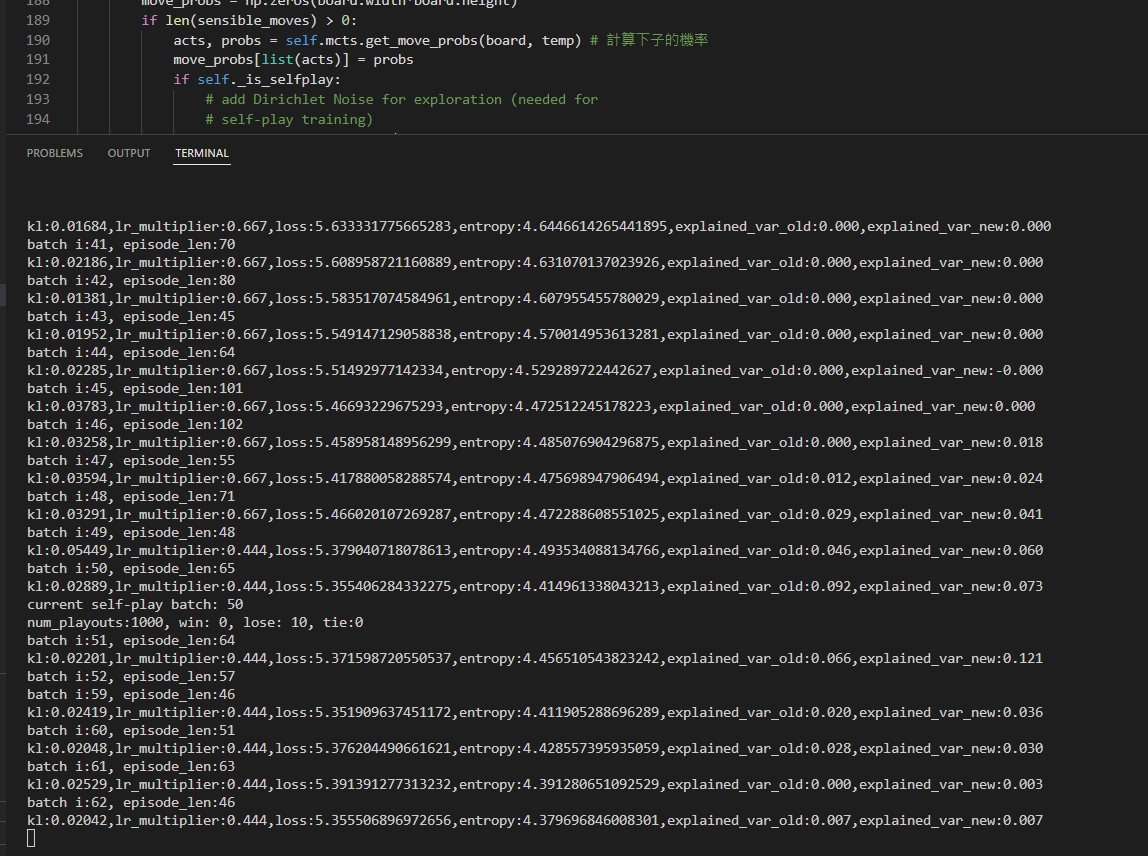 188 move_probs = np.zeros(board.width*board.height)
189 if len(sensible_moves) > 0:
190 acts, probs = self.mcts.get_move_probs(board, temp) # 計算下子的機率
191 move_probs[list(acts)] = probs
192 if self._is_selfplay:
193 # add Dirichlet Noise for exploration (needed for
194 # self-play training)
PROBLEMS OUTPUT TERMINAL
kl:0.01684,lr_multiplier:0.667,loss:5.633331775665283,entropy:4.6446614265441895,explained_var_old:0.000,explained_var_new:0.000
batch i:41, episode_len:70
kl:0.02186,lr_multiplier:0.667,loss:5.608958721160889,entropy:4.631070137023926,explained_var_old:0.000,explained_var_new:0.000
batch i:42, episode_len:80
kl:0.01381,lr_multiplier:0.667,loss:5.583517074584961,entropy:4.607955455780029,explained_var_old:0.000,explained_var_new:0.000
batch i:43, episode_len:45
kl:0.01952,lr_multiplier:0.667,loss:5.549147129058838,entropy:4.570014953613281,explained_var_old:0.000,explained_var_new:0.000
batch i:44, episode_len:64
kl:0.02285,lr_multiplier:0.667,loss:5.51492977142334,entropy:4.529289722442627,explained_var_old:0.000,explained_var_new:-0.000
batch i:45, episode_len:101
kl:0.03783,lr_multiplier:0.667,loss:5.46693229675293,entropy:4.472512245178223,explained_var_old:0.000,explained_var_new:0.000
batch i:46, episode_len:102
kl:0.03258,lr_multiplier:0.667,loss:5.458958148956299,entropy:4.485076904296875,explained_var_old:0.000,explained_var_new:0.018
batch i:47, episode_len:55
kl:0.03594,lr_multiplier:0.667,loss:5.417880058288574,entropy:4.475698947906494,explained_var_old:0.012,explained_var_new:0.024
batch i:48, episode_len:71
kl:0.03291,lr_multiplier:0.667,loss:5.466020107269287,entropy:4.472288608551025,explained_var_old:0.029,explained_var_new:0.041
batch i:49, episode_len:48
kl:0.05449,lr_multiplier:0.444,loss:5.379040718078613,entropy:4.493534088134766,explained_var_old:0.046,explained_var_new:0.060
batch i:50, episode_len:65
kl:0.02889,lr_multiplier:0.444,loss:5.355406284332275,entropy:4.414961338043213,explained_var_old:0.092,explained_var_new:0.073
current self-play batch: 50
num_playouts:1000, win: 0, lose: 10, tie:0
batch i:51, episode_len:64
kl:0.02201,lr_multiplier:0.444,loss:5.371598720550537,entropy:4.456510543823242,explained_var_old:0.066,explained_var_new:0.121
batch i:52, episode_len:57
batch i:59, episode_len:46
kl:0.02419,lr_multiplier:0.444,loss:5.351909637451172,entropy:4.411905288696289,explained_var_old:0.020,explained_var_new:0.036
batch i:60, episode_len:51
kl:0.02048,lr_multiplier:0.444,loss:5.376204490661621,entropy:4.428557395935059,explained_var_old:0.028,explained_var_new:0.030
batch i:61, episode_len:63
kl:0.02529,lr_multiplier:0.444,loss:5.391391277313232,entropy:4.391280651092529,explained_var_old:0.000,explained_var_new:0.003
batch i:62, episode_len:46
kl:0.02042,lr_multiplier:0.444,loss:5.355506896972656,entropy:4.379696846008301,explained_var_old:0.007,explained_var_new:0.007